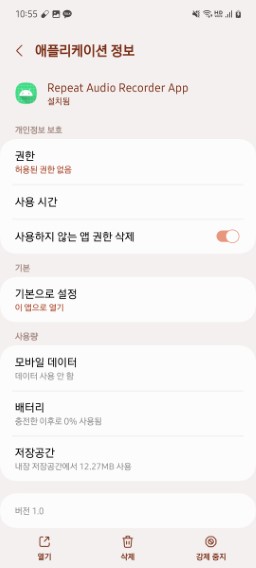 10:55
애플리케이션 정보
Repeat Audio Recorder App
설치됨
개인정보 보호
권한
허용된 권한 없음
사용 시간
사용하지 않는 앱 권한 삭제
기본
기본으로 설정
이 앱으로 열기
사용량
모바일 데이터
데이터 사용 안 함
배터리
충전한 이후로 0% 사용됨
저장공간
내장 저장공간에서 12.27MB 사용
버전 1.0
열기
삭제
강제 중지